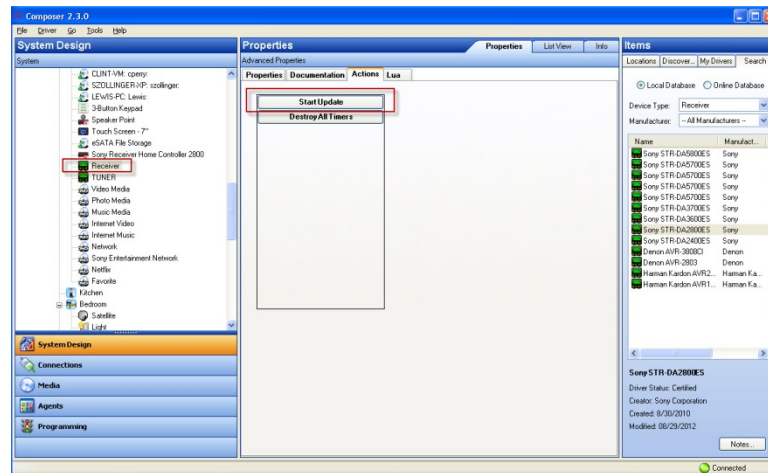 Composer 2.3.0
File Driver Go Tools Help
System Design
System
CLINT-VM: cperry:
SZOLLINGER-XP: szollinger:
LEWIS-PC: Lewis:
3-Button Keypad
Speaker Point
Touch Screen - 7"
eSATA File Storage
Sony Receiver Home Controller 2800
Receiver
TUNER
Video Media
Photo Media
Music Media
Internet Video
Internet Music
Network
Sony Entertainment Network
Netflix
Favorite
Kitchen
Bedroom
Satellite
Light
System Design
Connections
Media
Agents
Programming
Properties
Properties List View Info
Advanced Properties
Properties Documentation Actions Lua
Start Update
Destroy All Timers
Items
Locations Discover... My Drivers Search
Local Database Online Database
Device Type: Receiver
Manufacturer: -- All Manufacturers --
Name Manufact...
Sony STR-DA5800ES Sony
Sony STR-DA5700ES Sony
Sony STR-DA5700ES Sony
Sony STR-DA5700ES Sony
Sony STR-DA5700ES Sony
Sony STR-DA3700ES Sony
Sony STR-DA3600ES Sony
Sony STR-DA2800ES Sony
Sony STR-DA2400ES Sony
Denon AVR-3808CI Denon
Denon AVR-2803 Denon
Harman Kardon AVR2... Harman Ka...
Harman Kardon AVR1... Harman Ka...
Sony STR-DA2800ES
Driver Status: Certified
Creator: Sony Corporation
Created: 8/30/2010
Modified: 08/29/2012
Notes...
Connected